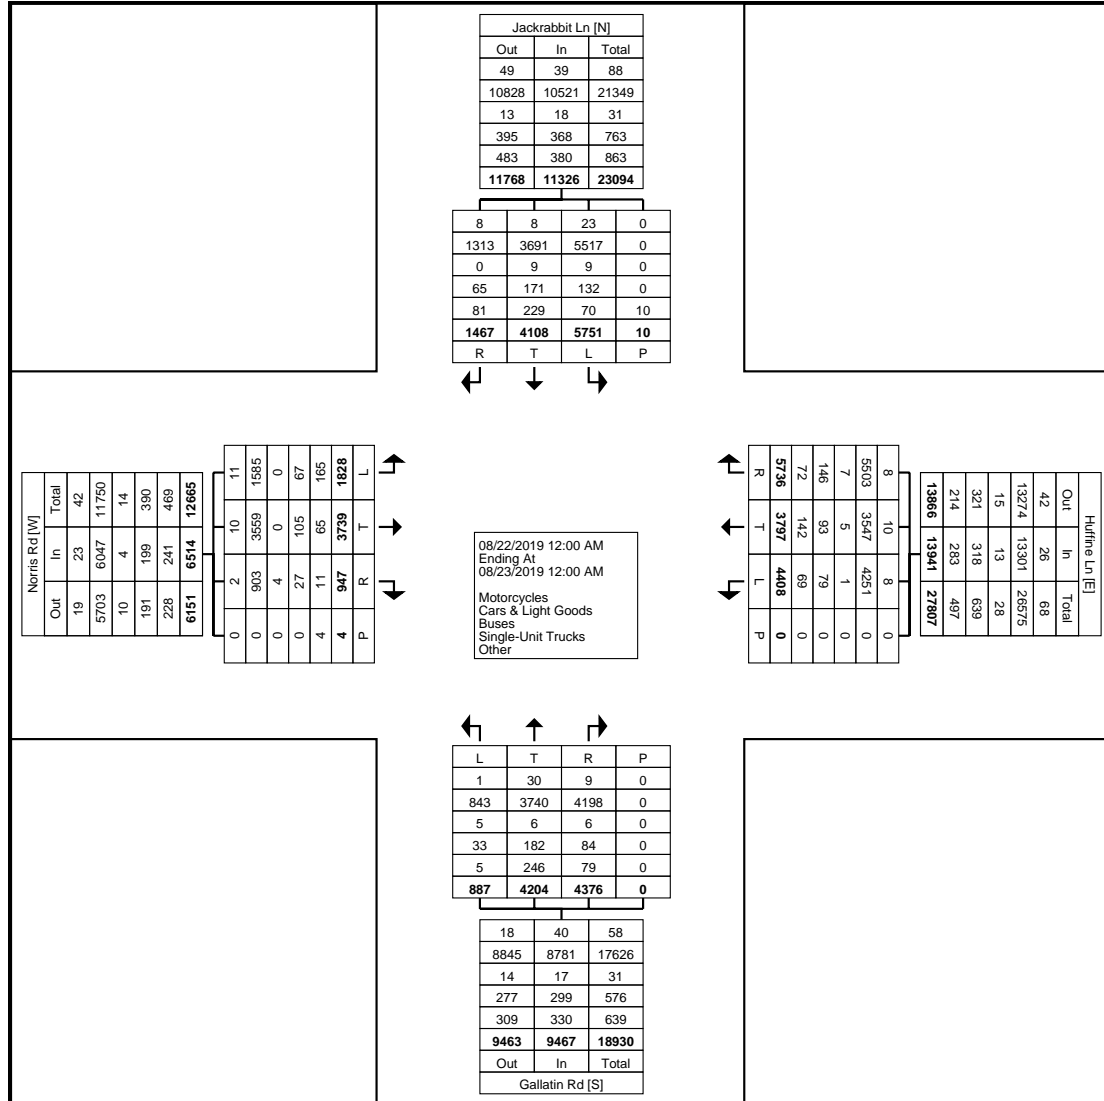 Jackrabbit Ln [N]
Out In Total
49 39 88
10828 10521 21349
13 18 31
395 368 763
483 380 863
11768 11326 23094
8 8 23 0
1313 3691 5517 0
0 9 9 0
65 171 132 0
81 229 70 10
1467 4108 5751 10
R T L P
Norris Rd [W]
Out In Total
19 23 42
5703 6047 11750
10 4 14
191 199 390
228 241 469
6151 6514 12665
11 10 2 0
1585 3559 903 0
0 0 4 0
67 105 27 0
165 65 11 4
1828 3739 947 4
L T R P
08/22/2019 12:00 AM
Ending At
08/23/2019 12:00 AM
Motorcycles
Cars & Light Goods
Buses
Single-Unit Trucks
Other
R T L P
5736 3797 4408 0
72 142 69 0
146 93 79 0
7 5 1 0
5503 3547 4251 0
8 10 8 0
Huffine Ln [E]
Out In Total
42 26 68
13274 13301 26575
15 13 28
321 318 639
214 283 497
13866 13941 27807
L T R P
1 30 9 0
843 3740 4198 0
5 6 6 0
33 182 84 0
5 246 79 0
887 4204 4376 0
18 40 58
8845 8781 17626
14 17 31
277 299 576
309 330 639
9463 9467 18930
Out In Total
Gallatin Rd [S]